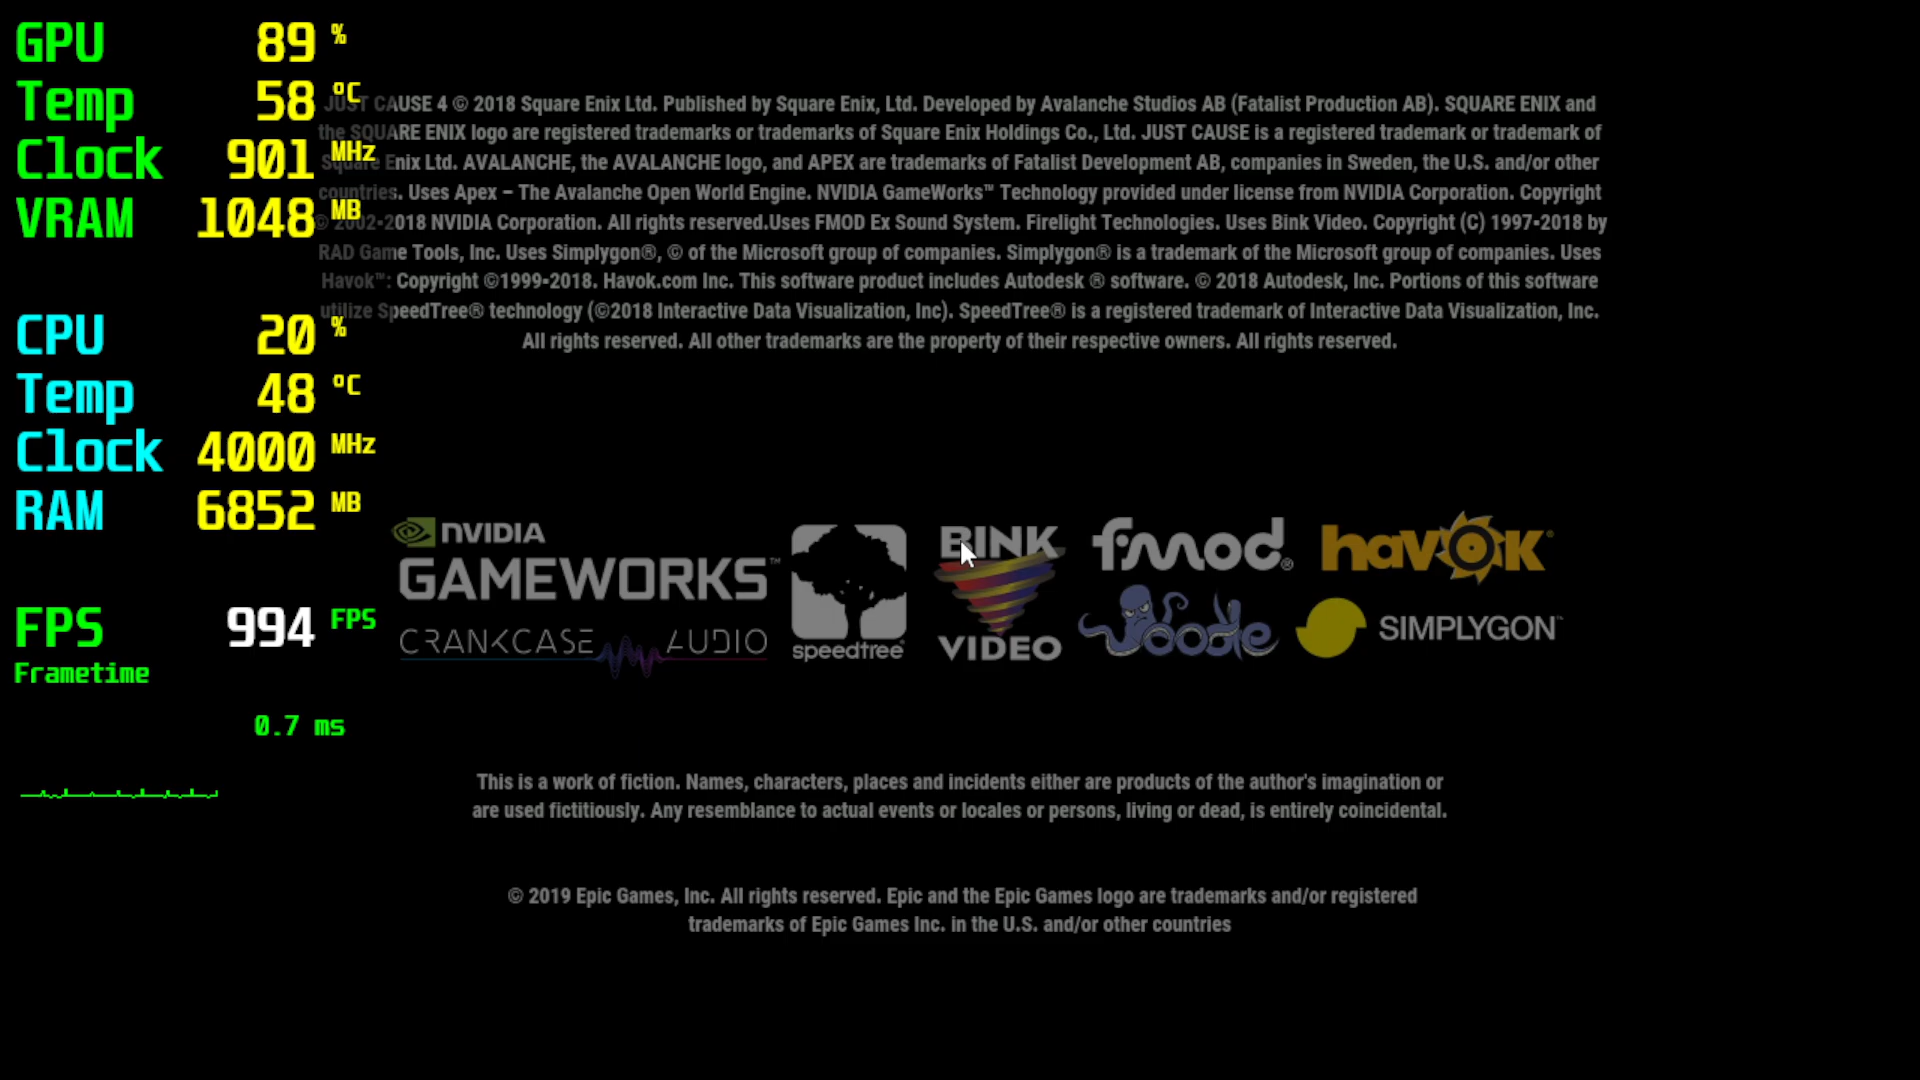 GPU 89 %
Temp 58 °C
Clock 901 MHz
VRAM 1048 MB
CPU 20 %
Temp 48 °C
Clock 4000 MHz
RAM 6852 MB
FPS 994 FPS
Frametime
0.7 ms
JUST CAUSE 4 © 2018 Square Enix Ltd. Published by Square Enix, Ltd. Developed by Avalanche Studios AB (Fatalist Production AB). SQUARE ENIX and
the SQUARE ENIX logo are registered trademarks or trademarks of Square Enix Holdings Co., Ltd. JUST CAUSE is a registered trademark or trademark of
Square Enix Ltd. AVALANCHE, the AVALANCHE logo, and APEX are trademarks of Fatalist Development AB, companies in Sweden, the U.S. and/or other
countries. Uses Apex – The Avalanche Open World Engine. NVIDIA GameWorks™ Technology provided under license from NVIDIA Corporation. Copyright
© 2002-2018 NVIDIA Corporation. All rights reserved.Uses FMOD Ex Sound System. Firelight Technologies. Uses Bink Video. Copyright (C) 1997-2018 by
RAD Game Tools, Inc. Uses Simplygon®, © of the Microsoft group of companies. Simplygon® is a trademark of the Microsoft group of companies. Uses
Havok™: Copyright ©1999-2018. Havok.com Inc. This software product includes Autodesk ® software. © 2018 Autodesk, Inc. Portions of this software
utilize SpeedTree® technology (©2018 Interactive Data Visualization, Inc). SpeedTree® is a registered trademark of Interactive Data Visualization, Inc.
All rights reserved. All other trademarks are the property of their respective owners. All rights reserved.
NVIDIA
GAMEWORKS™
CRANKCASE AUDIO
speedtree®
BINK
VIDEO
fmod®
havok®
oodle
SIMPLYGON™
This is a work of fiction. Names, characters, places and incidents either are products of the author's imagination or
are used fictitiously. Any resemblance to actual events or locales or persons, living or dead, is entirely coincidental.
© 2019 Epic Games, Inc. All rights reserved. Epic and the Epic Games logo are trademarks and/or registered
trademarks of Epic Games Inc. in the U.S. and/or other countries